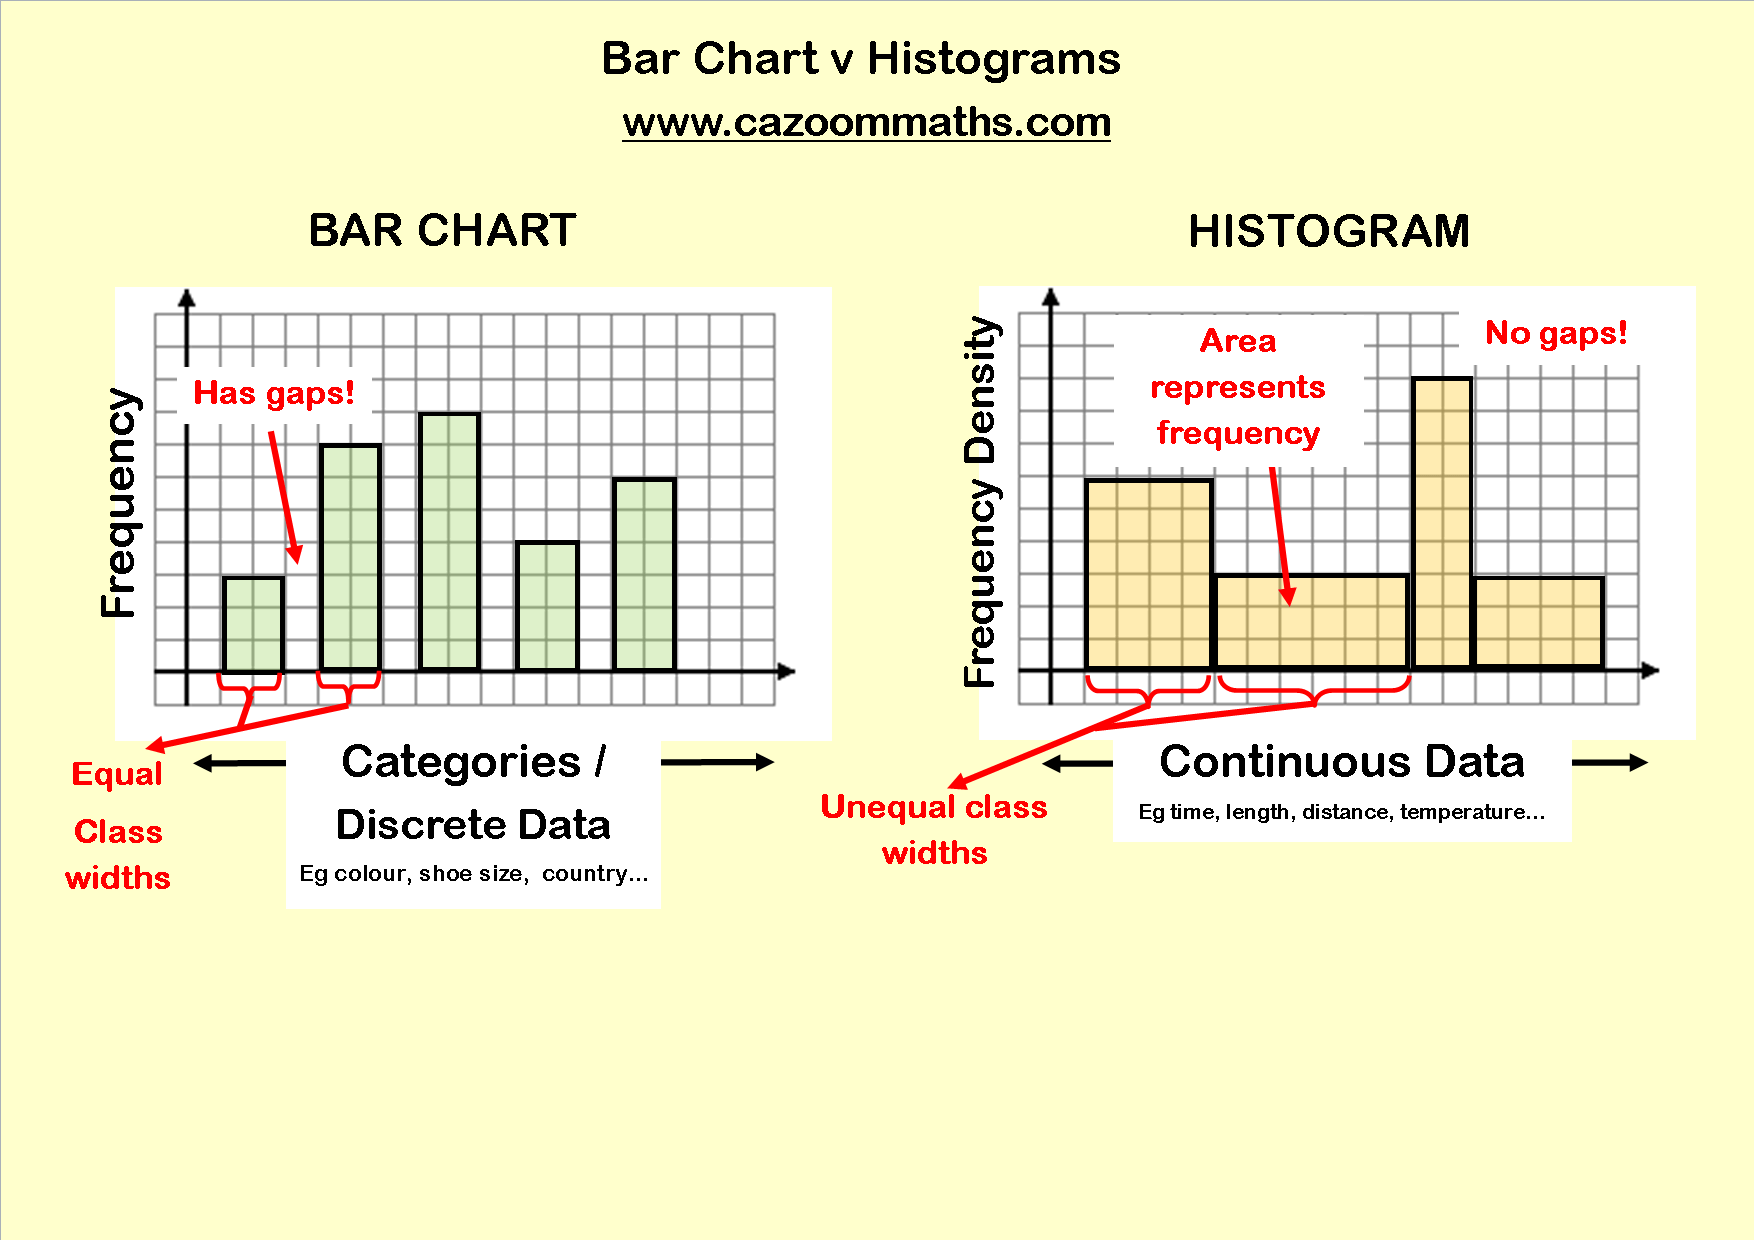 Bar Chart v Histograms
www.cazoommaths.com
BAR CHART
Frequency
Has gaps!
Equal
Class
widths
Categories /
Discrete Data
Eg colour, shoe size,  country...
HISTOGRAM
Frequency Density
Area
represents
frequency
No gaps!
Unequal class
widths
Continuous Data
Eg time, length, distance, temperature...